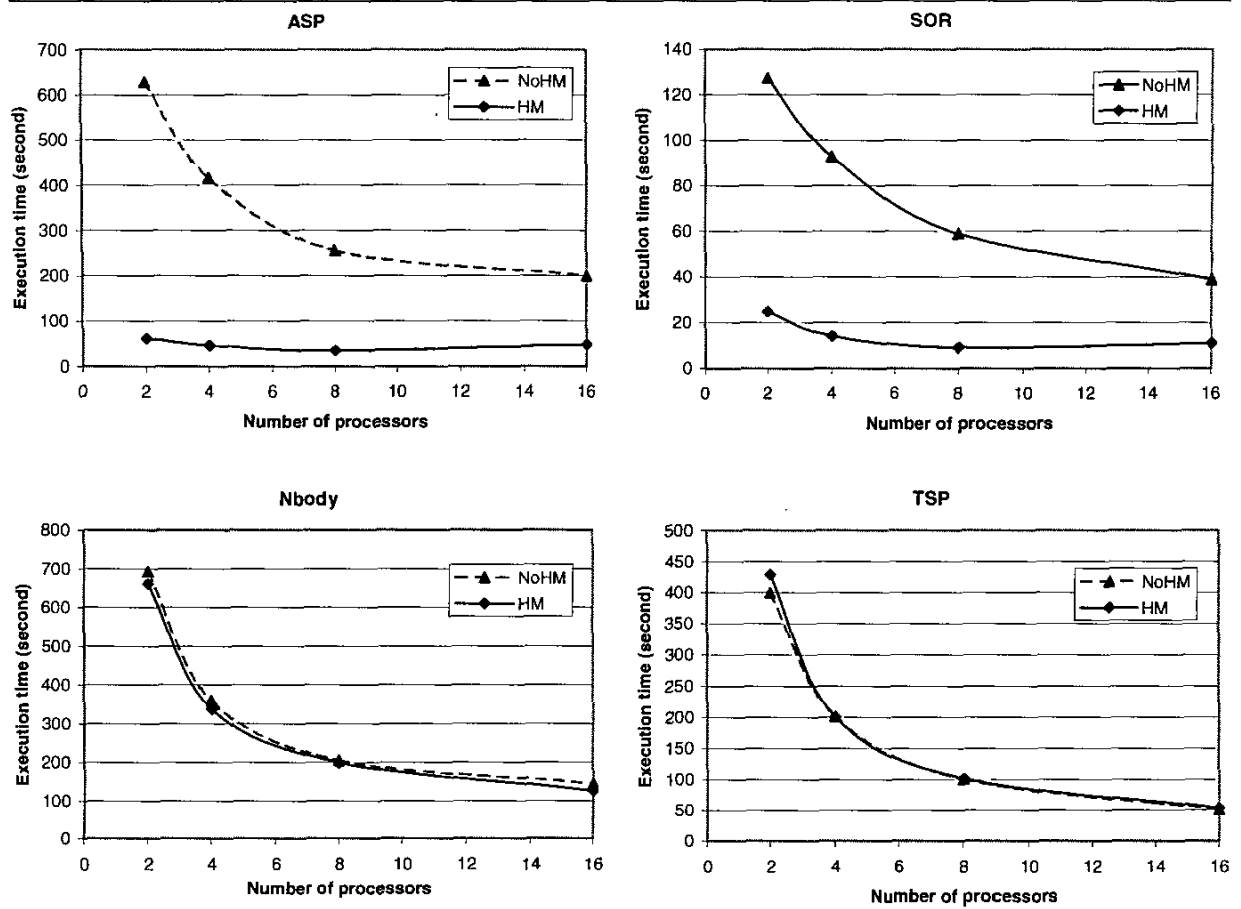 ASP
700
600
500
400
300
200
100
0
Execution time (second)
NoHM
HM
0 2 4 6 8 10 12 14 16
Number of processors
SOR
140
120
100
80
60
40
20
0
Execution time (second)
NoHM
HM
0 2 4 6 8 10 12 14 16
Number of processors
Nbody
800
700
600
500
400
300
200
100
0
Execution time (second)
NoHM
HM
0 2 4 6 8 10 12 14 16
Number of processors
TSP
500
450
400
350
300
250
200
150
100
50
0
Execution time (second)
NoHM
HM
0 2 4 6 8 10 12 14 16
Number of processors